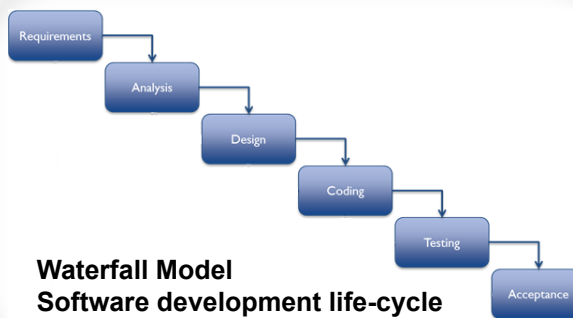 Requirements
Analysis
Design
Coding
Testing
Acceptance
Waterfall Model
Software development life-cycle